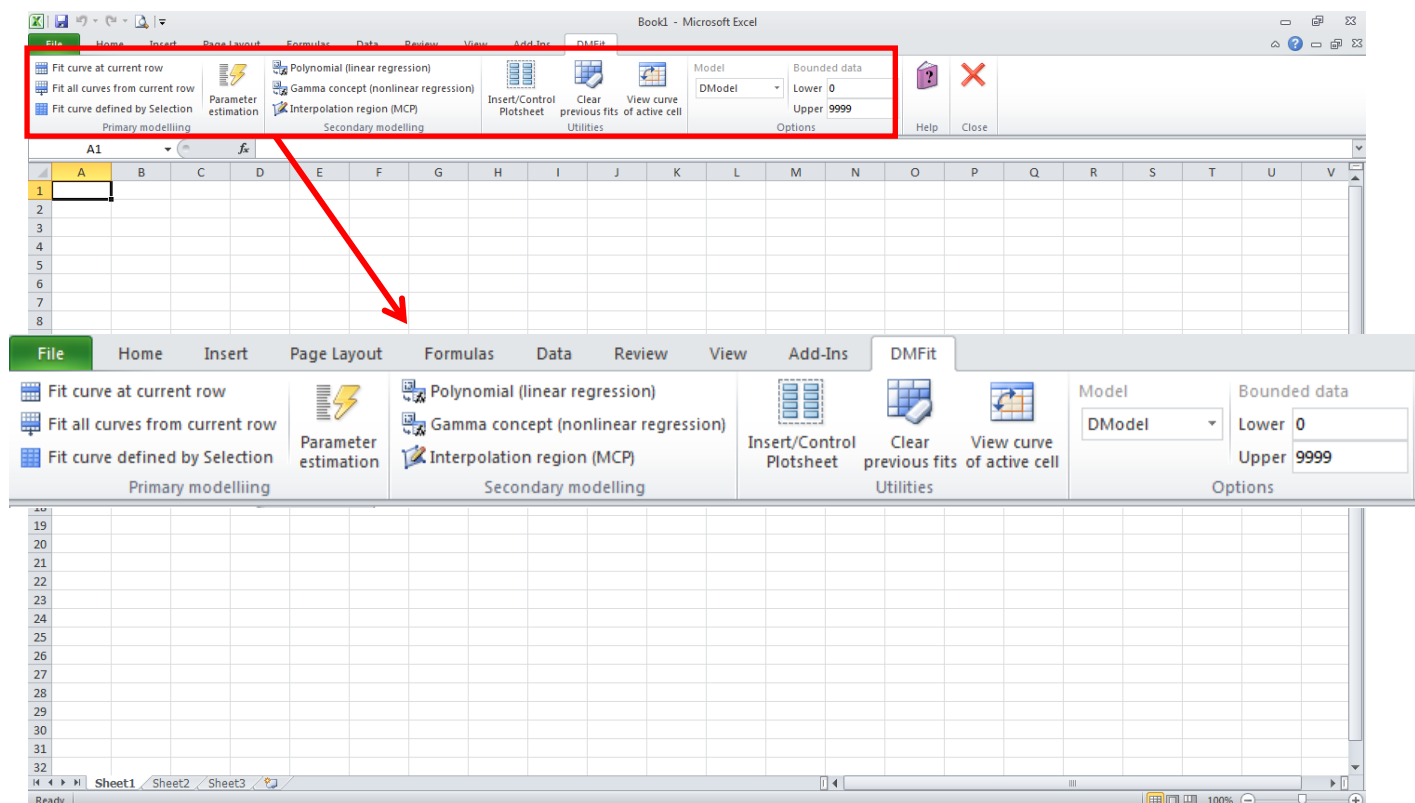 Book1 - Microsoft Excel
File Home Insert Page Layout Formulas Data Review View Add-Ins DMFit
Fit curve at current row
Fit all curves from current row
Fit curve defined by Selection
Parameter
estimation
Primary modelliing
Polynomial (linear regression)
Gamma concept (nonlinear regression)
Interpolation region (MCP)
Secondary modelling
Insert/Control
Plotsheet
Clear
previous fits
View curve
of active cell
Utilities
Model
DModel
Bounded data
Lower 0
Upper 9999
Options
Help
Close
A1
fx
A B C D E F G H I J K L M N O P Q R S T U V
1
2
3
4
5
6
7
8
File Home Insert Page Layout Formulas Data Review View Add-Ins DMFit
Fit curve at current row
Fit all curves from current row
Fit curve defined by Selection
Parameter
estimation
Primary modelliing
Polynomial (linear regression)
Gamma concept (nonlinear regression)
Interpolation region (MCP)
Secondary modelling
Insert/Control
Plotsheet
Clear
previous fits
View curve
of active cell
Utilities
Model
DModel
Bounded data
Lower 0
Upper 9999
Options
18
19
20
21
22
23
24
25
26
27
28
29
30
31
32
Sheet1 Sheet2 Sheet3
Ready
100%